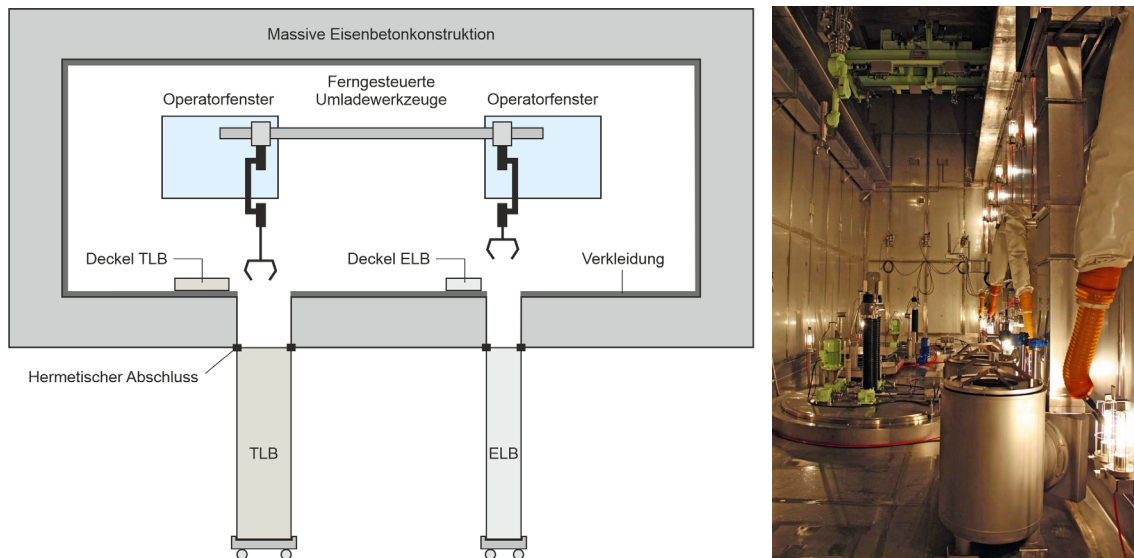 Massive Eisenbetonkonstruktion
Ferngesteuerte
Umladewerkzeuge
Operatorfenster
Operatorfenster
Deckel TLB
Deckel ELB
Verkleidung
Hermetischer Abschluss
TLB
ELB